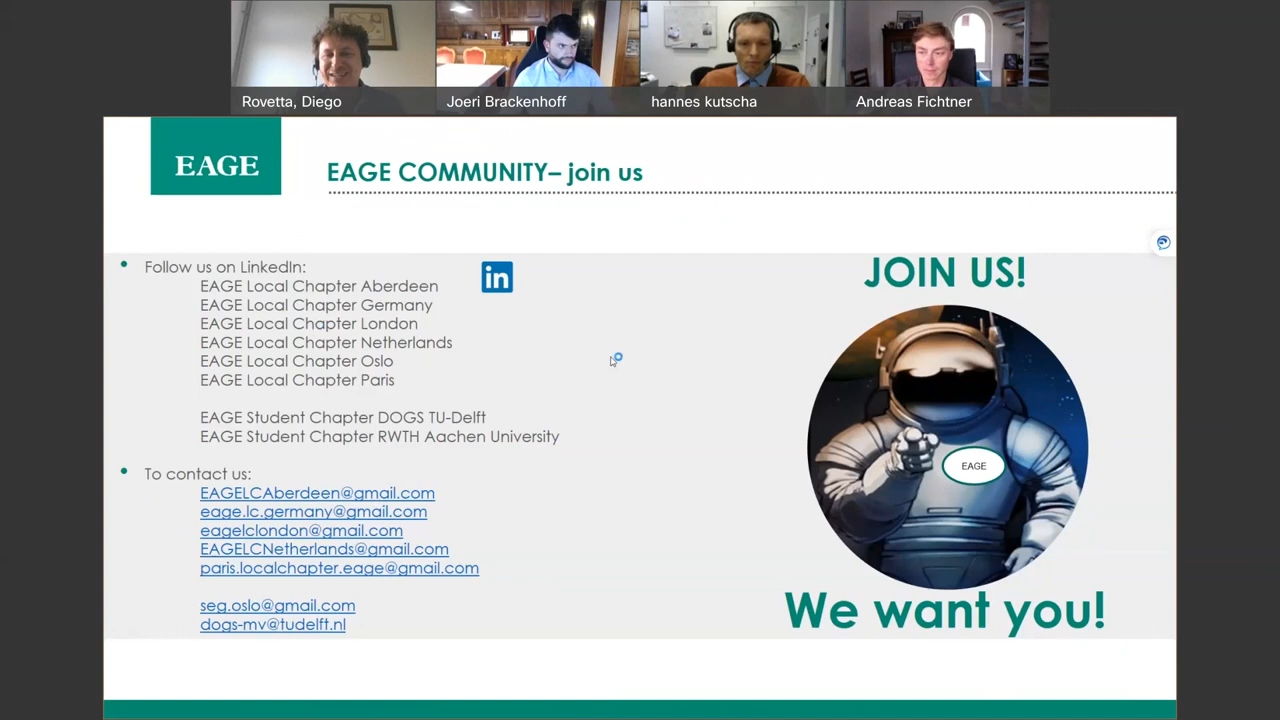 Rovetta, Diego
Joeri Brackenhoff
hannes kutscha
Andreas Fichtner
EAGE
EAGE COMMUNITY– join us
Follow us on LinkedIn:
in
EAGE Local Chapter Aberdeen
EAGE Local Chapter Germany
EAGE Local Chapter London
EAGE Local Chapter Netherlands
EAGE Local Chapter Oslo
EAGE Local Chapter Paris
EAGE Student Chapter DOGS TU-Delft
EAGE Student Chapter RWTH Aachen University
To contact us:
EAGELCAberdeen@gmail.com
eage.lc.germany@gmail.com
eagelclondon@gmail.com
EAGELCNetherlands@gmail.com
paris.localchapter.eage@gmail.com
seg.oslo@gmail.com
dogs-mv@tudelft.nl
JOIN US!
EAGE
We want you!